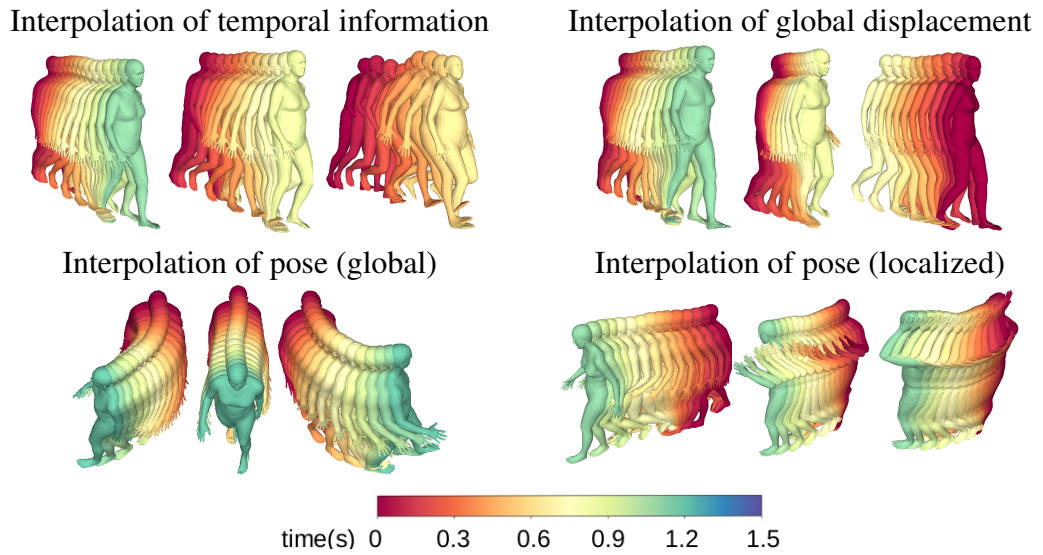 Interpolation of temporal information
Interpolation of global displacement
Interpolation of pose (global)
Interpolation of pose (localized)
time(s) 0 0.3 0.6 0.9 1.2 1.5